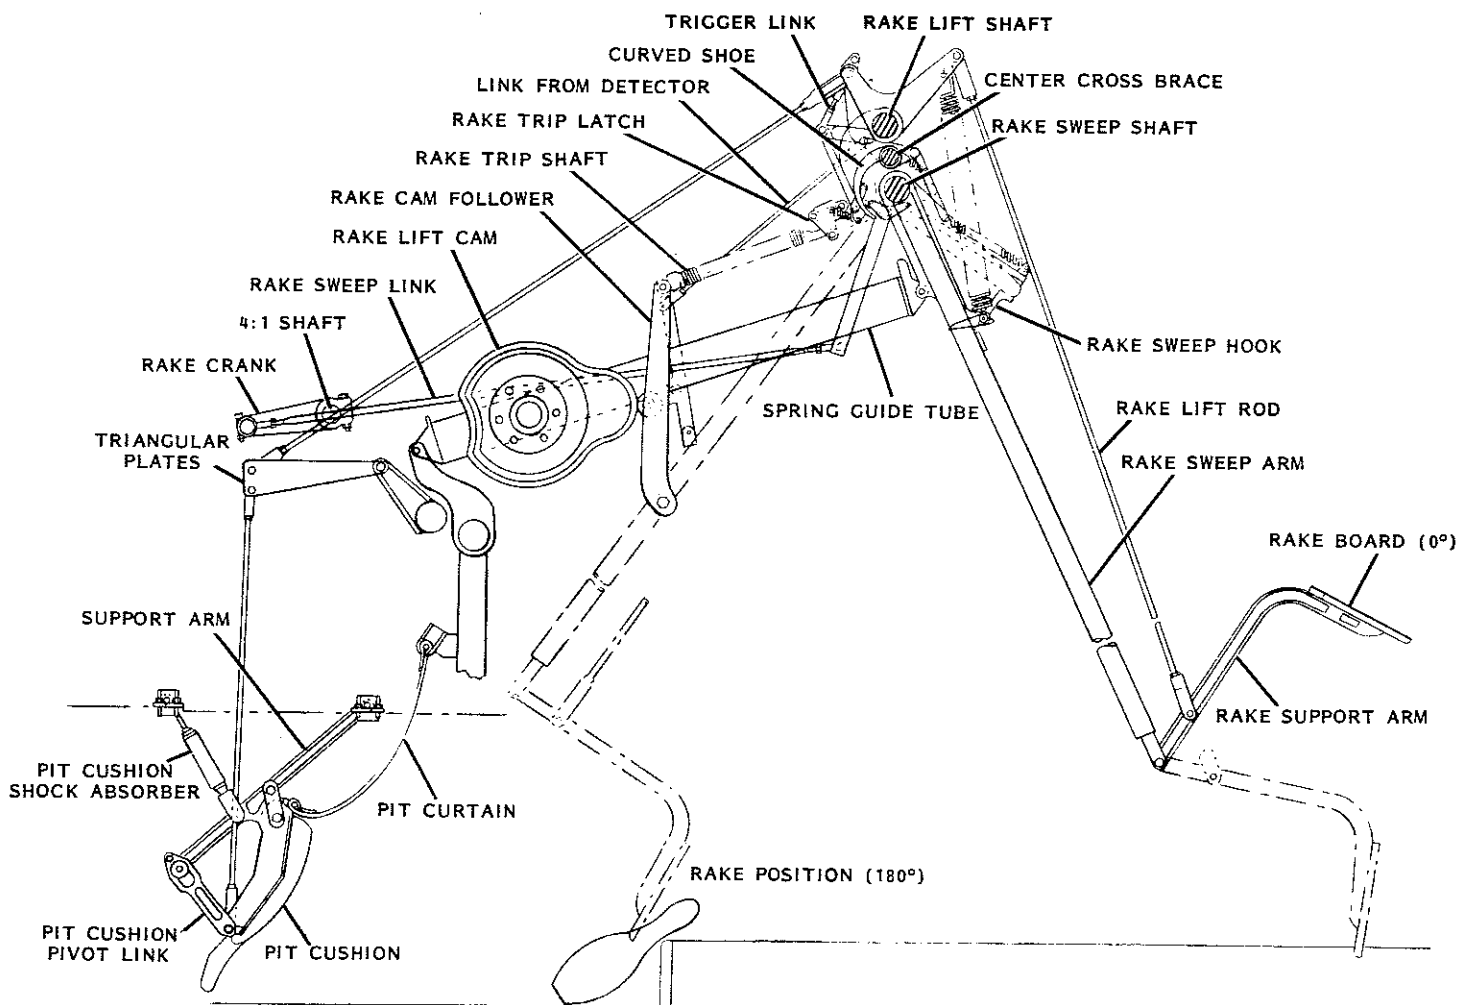 TRIGGER LINK
RAKE LIFT SHAFT
CURVED SHOE
CENTER CROSS BRACE
LINK FROM DETECTOR
RAKE TRIP LATCH
RAKE SWEEP SHAFT
RAKE TRIP SHAFT
RAKE CAM FOLLOWER
RAKE LIFT CAM
RAKE SWEEP LINK
4:1 SHAFT
RAKE CRANK
RAKE SWEEP HOOK
SPRING GUIDE TUBE
RAKE LIFT ROD
TRIANGULAR
PLATES
RAKE SWEEP ARM
RAKE BOARD (0°)
SUPPORT ARM
RAKE SUPPORT ARM
PIT CUSHION
SHOCK ABSORBER
PIT CURTAIN
RAKE POSITION (180°)
PIT CUSHION
PIVOT LINK
PIT CUSHION